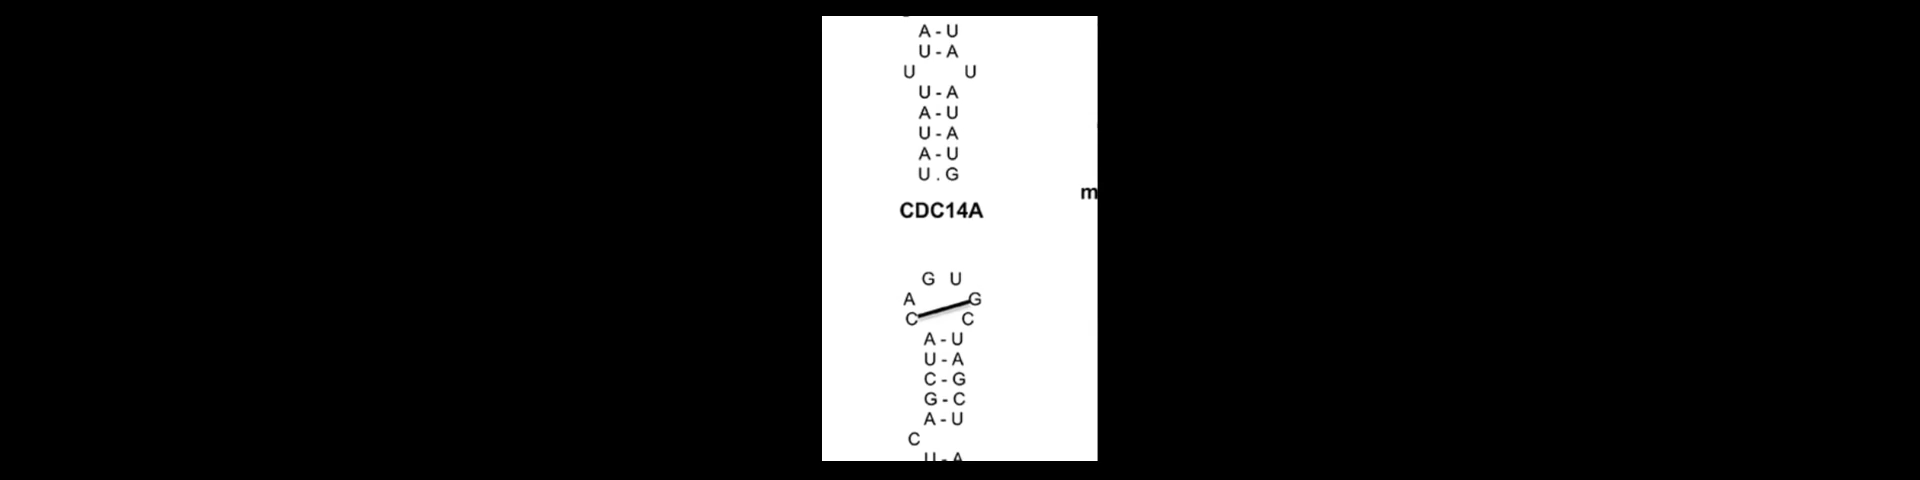 A - U
U - A
U U
U - A
A - U
U - A
A - U
U . G
m
CDC14A
G U
A G
C C
A - U
U - A
C - G
G - C
A - U
C
U - A